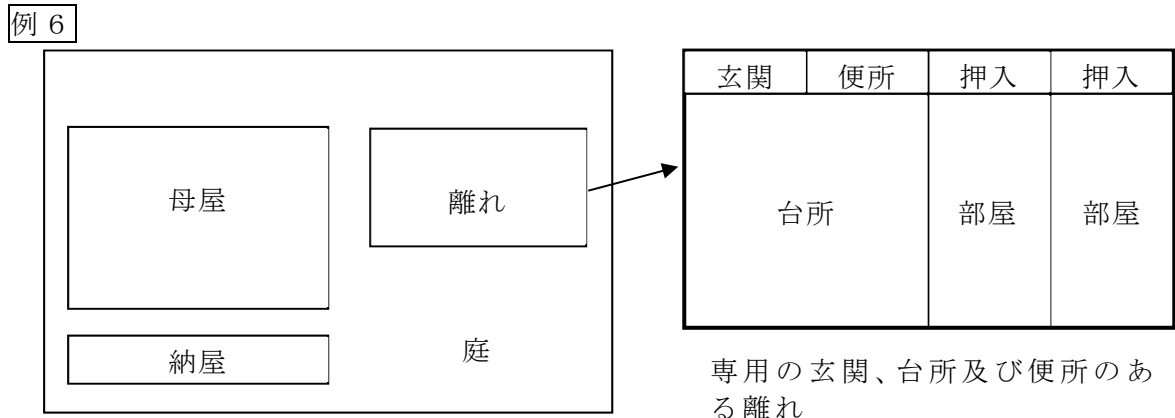 例6
母屋
離れ
納屋
庭
玄関
便所
押入
押入
台所
部屋
部屋
専用の玄関、台所及び便所のあ
る離れ